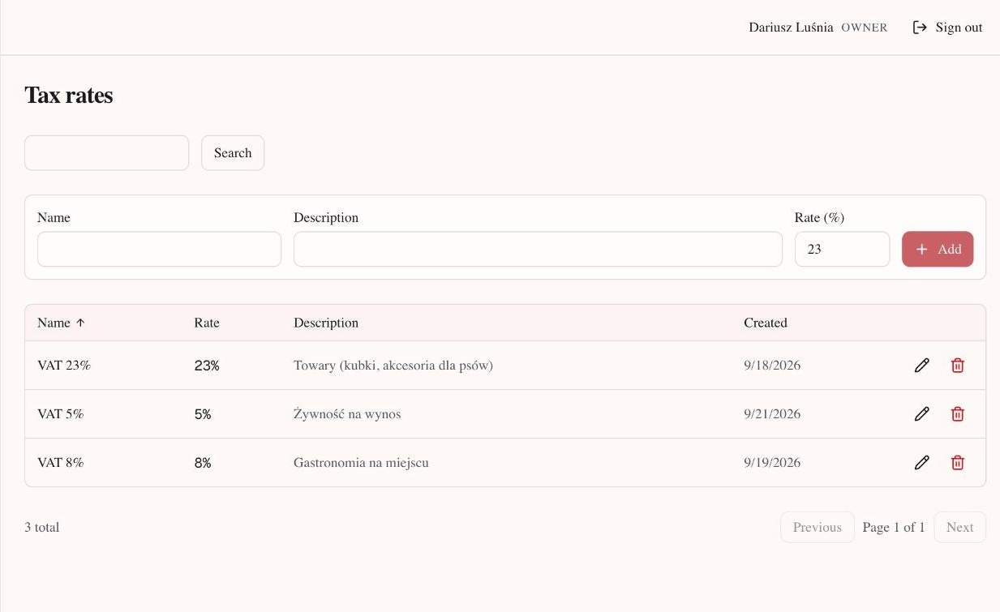 Dariusz Luśnia OWNER Sign out
Tax rates
Search
Name Description Rate (%)
23 Add
Name ↑ Rate Description Created
VAT 23% 23% Towary (kubki, akcesoria dla psów) 9/18/2026
VAT 5% 5% Żywność na wynos 9/21/2026
VAT 8% 8% Gastronomia na miejscu 9/19/2026
3 total Previous Page 1 of 1 Next